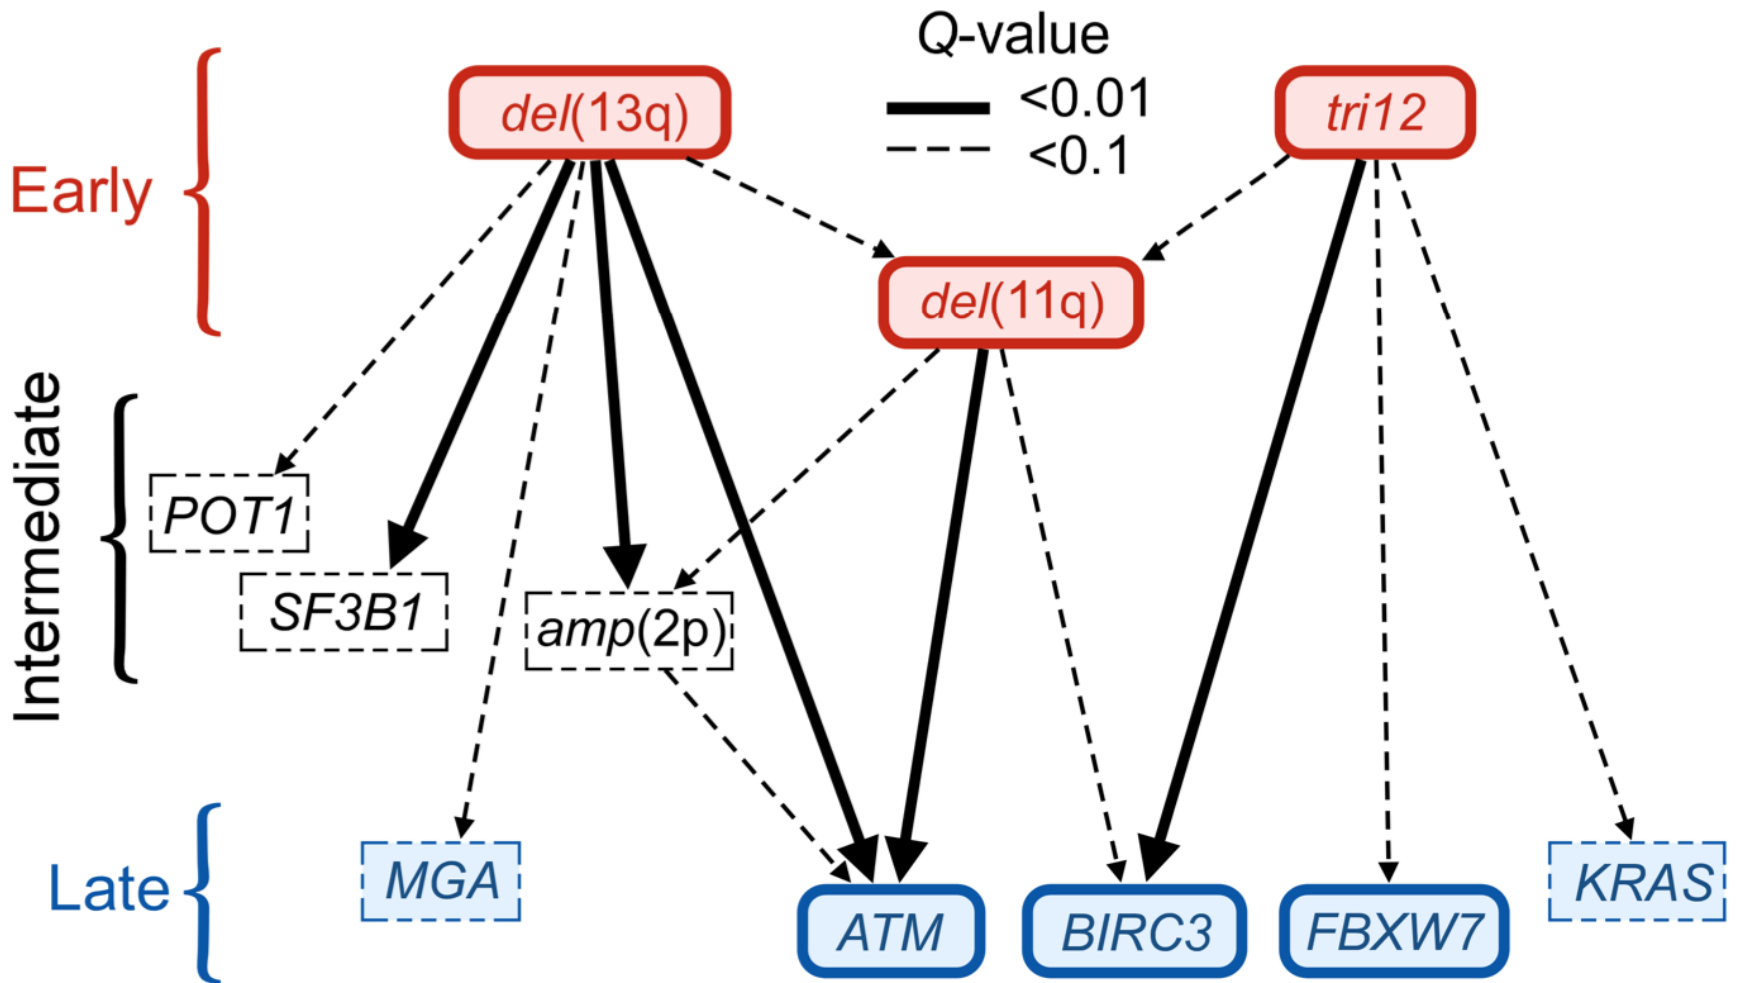 Q-value
<0.01
<0.1
Early
del(13q)
tri12
del(11q)
Intermediate
POT1
SF3B1
amp(2p)
Late
MGA
ATM
BIRC3
FBXW7
KRAS